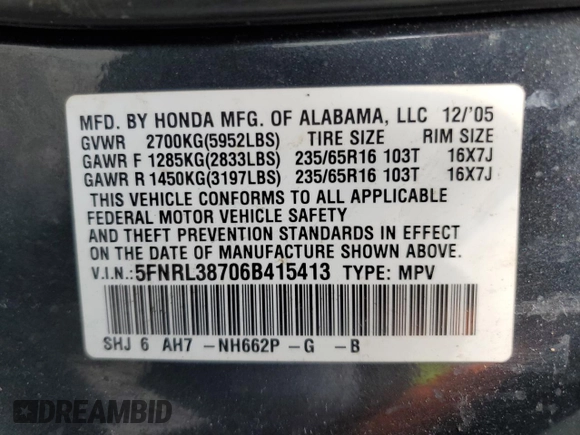 MFD. BY HONDA MFG. OF ALABAMA, LLC 12/'05
GVWR 2700KG(5952LBS) TIRE SIZE RIM SIZE
GAWR F 1285KG(2833LBS) 235/65R16 103T 16X7J
GAWR R 1450KG(3197LBS) 235/65R16 103T 16X7J
THIS VEHICLE CONFORMS TO ALL APPLICABLE
FEDERAL MOTOR VEHICLE SAFETY
AND THEFT PREVENTION STANDARDS IN EFFECT
ON THE DATE OF MANUFACTURE SHOWN ABOVE.
V.I.N.: 5FNRL38706B415413 TYPE: MPV
SHJ 6 AH7 -NH662P -G -B
DREAMBID